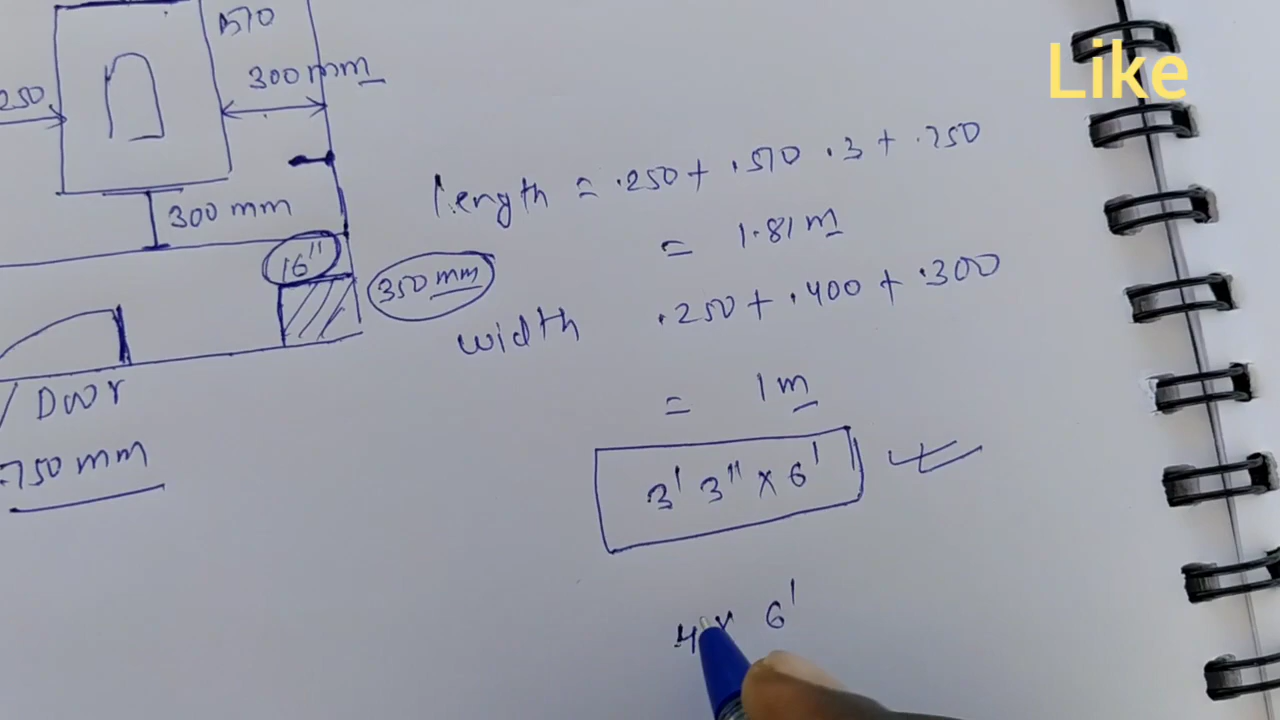 Like
570
300 mm
250
300 mm
16"
350 mm
Door
750 mm
length = .250 + .570 .3 + .750
= 1.81 m
width .250 + .400 + .300
= 1 m
3' 3" x 6'
4 x 6'